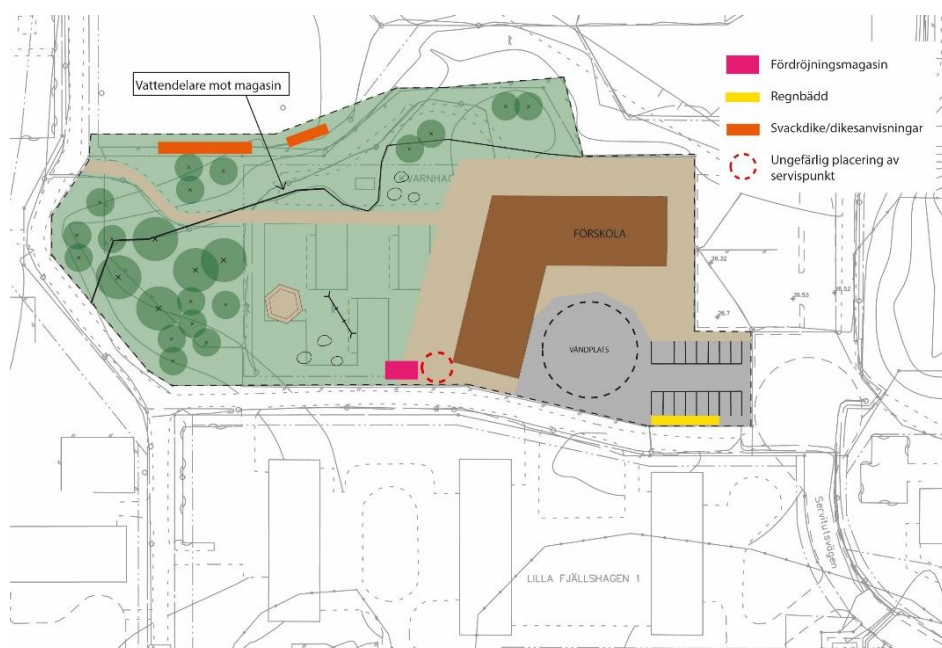 Vattendelare mot magasin
Fördröjningsmagasin
Regnbädd
Svackdike/dikesanvisningar
Ungefärlig placering av
servispunkt
KVARNHAG
FÖRSKOLA
VÄNDPLATS
26.32
26.53
26.52
26.7
Servitutsvägen
LILLA FJÄLLSHAGEN 1